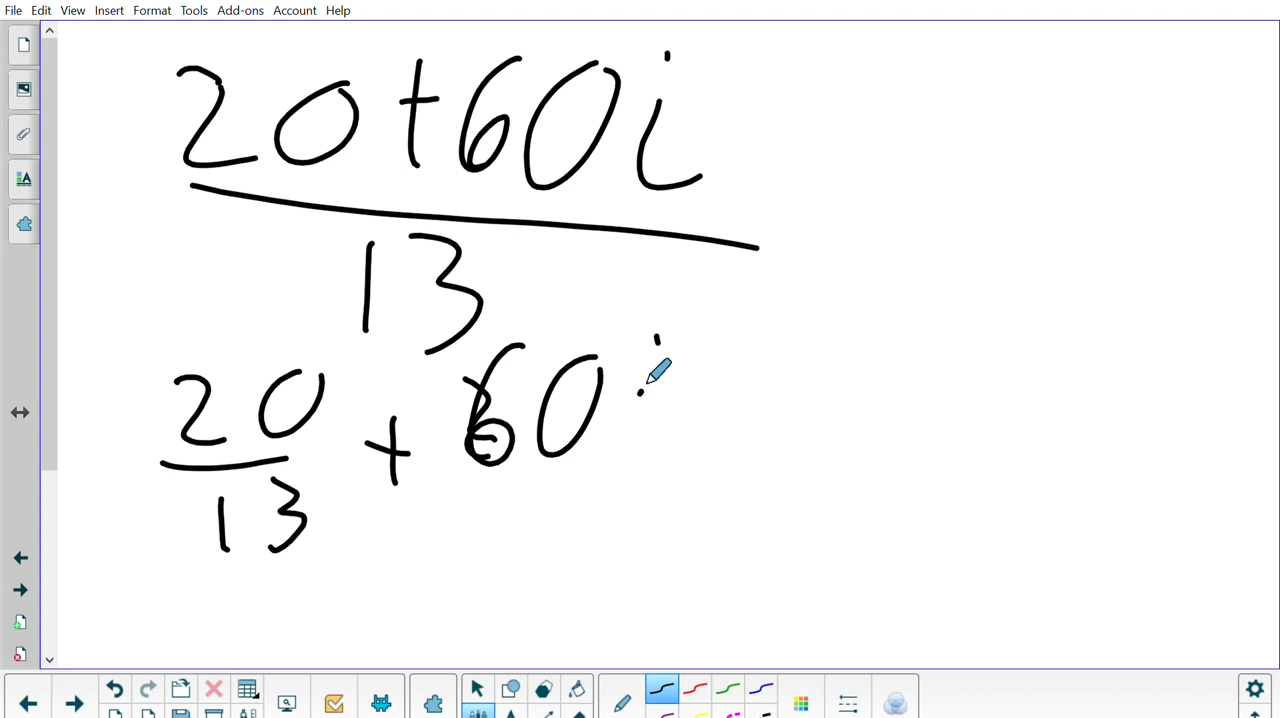 File Edit View Insert Format Tools Add-ons Account Help
20+60i
13
20 + 60
13